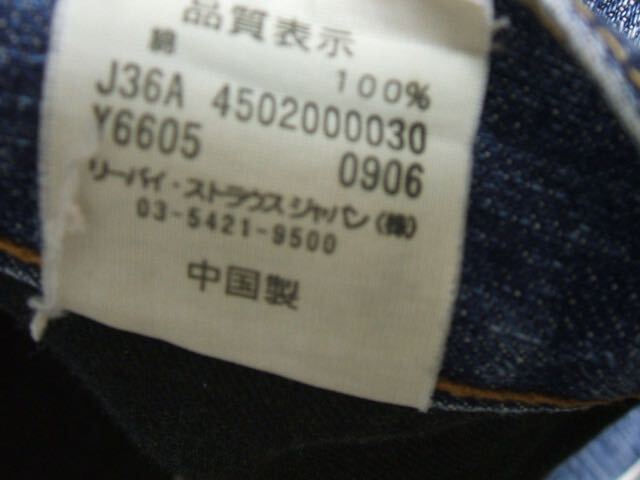 品質表示
綿 100%
J36A 4502000030
Y6605 0906
リーバイ・ストラウスジャパン(株)
03-5421-9500
中国製